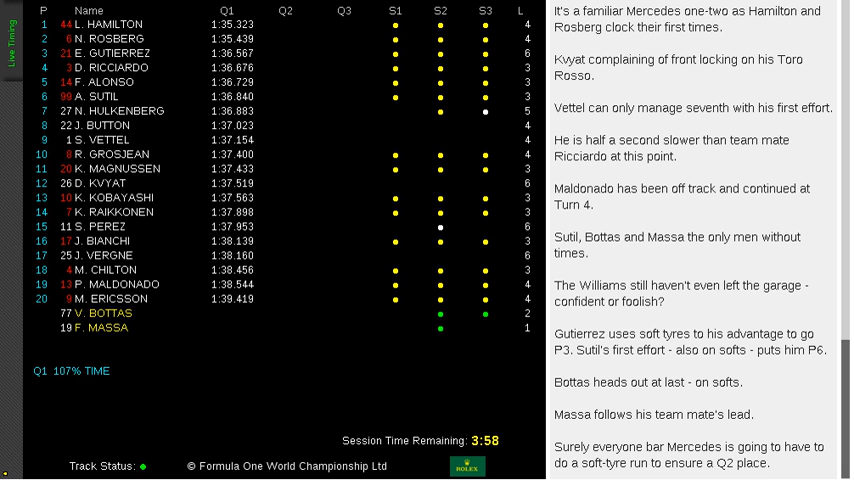 Live Timing
P Name Q1 Q2 Q3 S1 S2 S3 L
1 44 L. HAMILTON 1:35.323 4
2 6 N. ROSBERG 1:35.439 4
3 21 E. GUTIERREZ 1:36.567 6
4 3 D. RICCIARDO 1:36.676 3
5 14 F. ALONSO 1:36.729 3
6 99 A. SUTIL 1:36.840 3
7 27 N. HULKENBERG 1:36.883 5
8 22 J. BUTTON 1:37.023 4
9 1 S. VETTEL 1:37.154 4
10 8 R. GROSJEAN 1:37.400 4
11 20 K. MAGNUSSEN 1:37.433 3
12 26 D. KVYAT 1:37.519 6
13 10 K. KOBAYASHI 1:37.563 3
14 7 K. RAIKKONEN 1:37.898 3
15 11 S. PEREZ 1:37.953 6
16 17 J. BIANCHI 1:38.139 3
17 25 J. VERGNE 1:38.160 6
18 4 M. CHILTON 1:38.456 3
19 13 P. MALDONADO 1:38.544 4
20 9 M. ERICSSON 1:39.419 4
77 V. BOTTAS 2
19 F. MASSA 1
Q1 107% TIME
Session Time Remaining: 3:58
Track Status: © Formula One World Championship Ltd
ROLEX
It's a familiar Mercedes one-two as Hamilton and
Rosberg clock their first times.
Kvyat complaining of front locking on his Toro
Rosso.
Vettel can only manage seventh with his first effort.
He is half a second slower than team mate
Ricciardo at this point.
Maldonado has been off track and continued at
Turn 4.
Sutil, Bottas and Massa the only men without
times.
The Williams still haven't even left the garage -
confident or foolish?
Gutierrez uses soft tyres to his advantage to go
P3. Sutil's first effort - also on softs - puts him P6.
Bottas heads out at last - on softs.
Massa follows his team mate's lead.
Surely everyone bar Mercedes is going to have to
do a soft-tyre run to ensure a Q2 place.